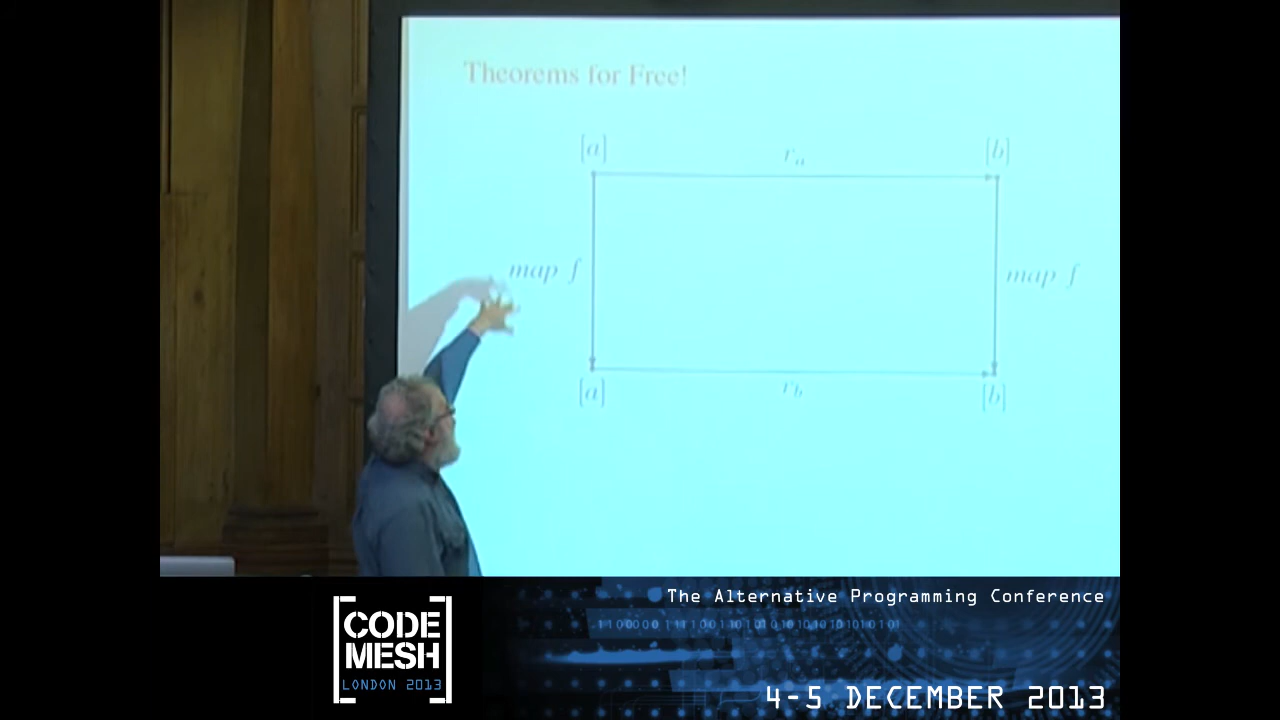 Theorems for Free!
[a]
r_a
[b]
map f
map f
[a]
r_b
[b]
The Alternative Programming Conference
CODE
MESH
LONDON 2013
4-5 DECEMBER 2013